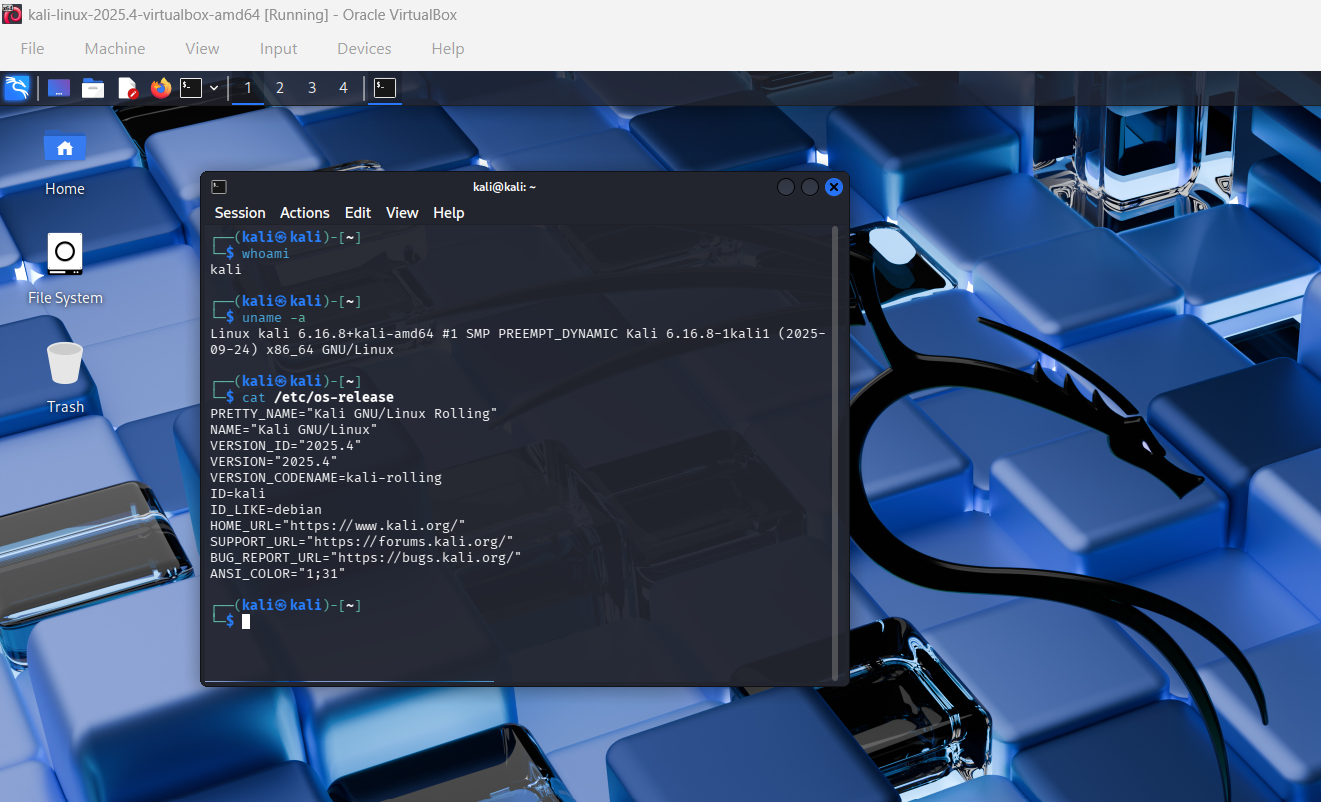 kali-linux-2025.4-virtualbox-amd64 [Running] - Oracle VirtualBox
File Machine View Input Devices Help
1 2 3 4
Home
File System
Trash
kali@kali: ~
Session Actions Edit View Help
┌──(kali㉿kali)-[~]
└─$ whoami
kali
┌──(kali㉿kali)-[~]
└─$ uname -a
Linux kali 6.16.8+kali-amd64 #1 SMP PREEMPT_DYNAMIC Kali 6.16.8-1kali1 (2025-
09-24) x86_64 GNU/Linux
┌──(kali㉿kali)-[~]
└─$ cat /etc/os-release
PRETTY_NAME="Kali GNU/Linux Rolling"
NAME="Kali GNU/Linux"
VERSION_ID="2025.4"
VERSION="2025.4"
VERSION_CODENAME=kali-rolling
ID=kali
ID_LIKE=debian
HOME_URL="https://www.kali.org/"
SUPPORT_URL="https://forums.kali.org/"
BUG_REPORT_URL="https://bugs.kali.org/"
ANSI_COLOR="1;31"
┌──(kali㉿kali)-[~]
└─$